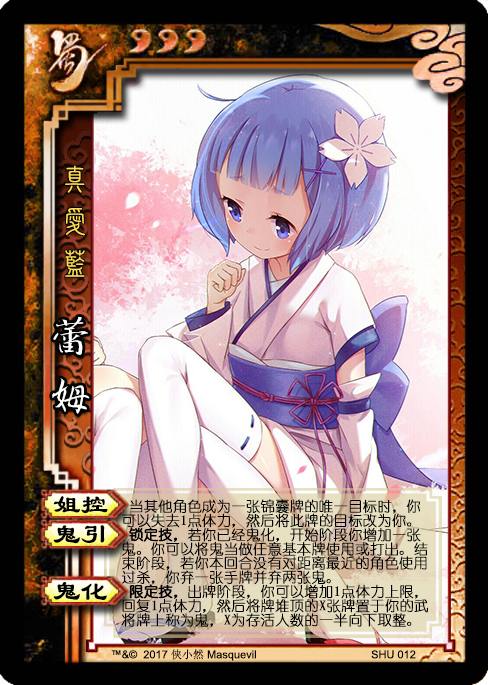 蜀
真愛藍
蕾姆
姐控
当其他角色成为一张锦囊牌的唯一目标时，你
可以失去1点体力，然后将此牌的目标改为你。
鬼引
锁定技，若你已经鬼化，开始阶段你增加一张
鬼。你可以将鬼当做任意基本牌使用或打出。结
束阶段，若你本回合没有对距离最近的角色使用
过杀，你弃一张手牌并弃两张鬼。
鬼化
限定技，出牌阶段，你可以增加1点体力上限，
回复1点体力，然后将牌堆顶的X张牌置于你的武
将牌上称为鬼，X为存活人数的一半向下取整。
™&© 2017 侠小然 Masquevil
SHU 012